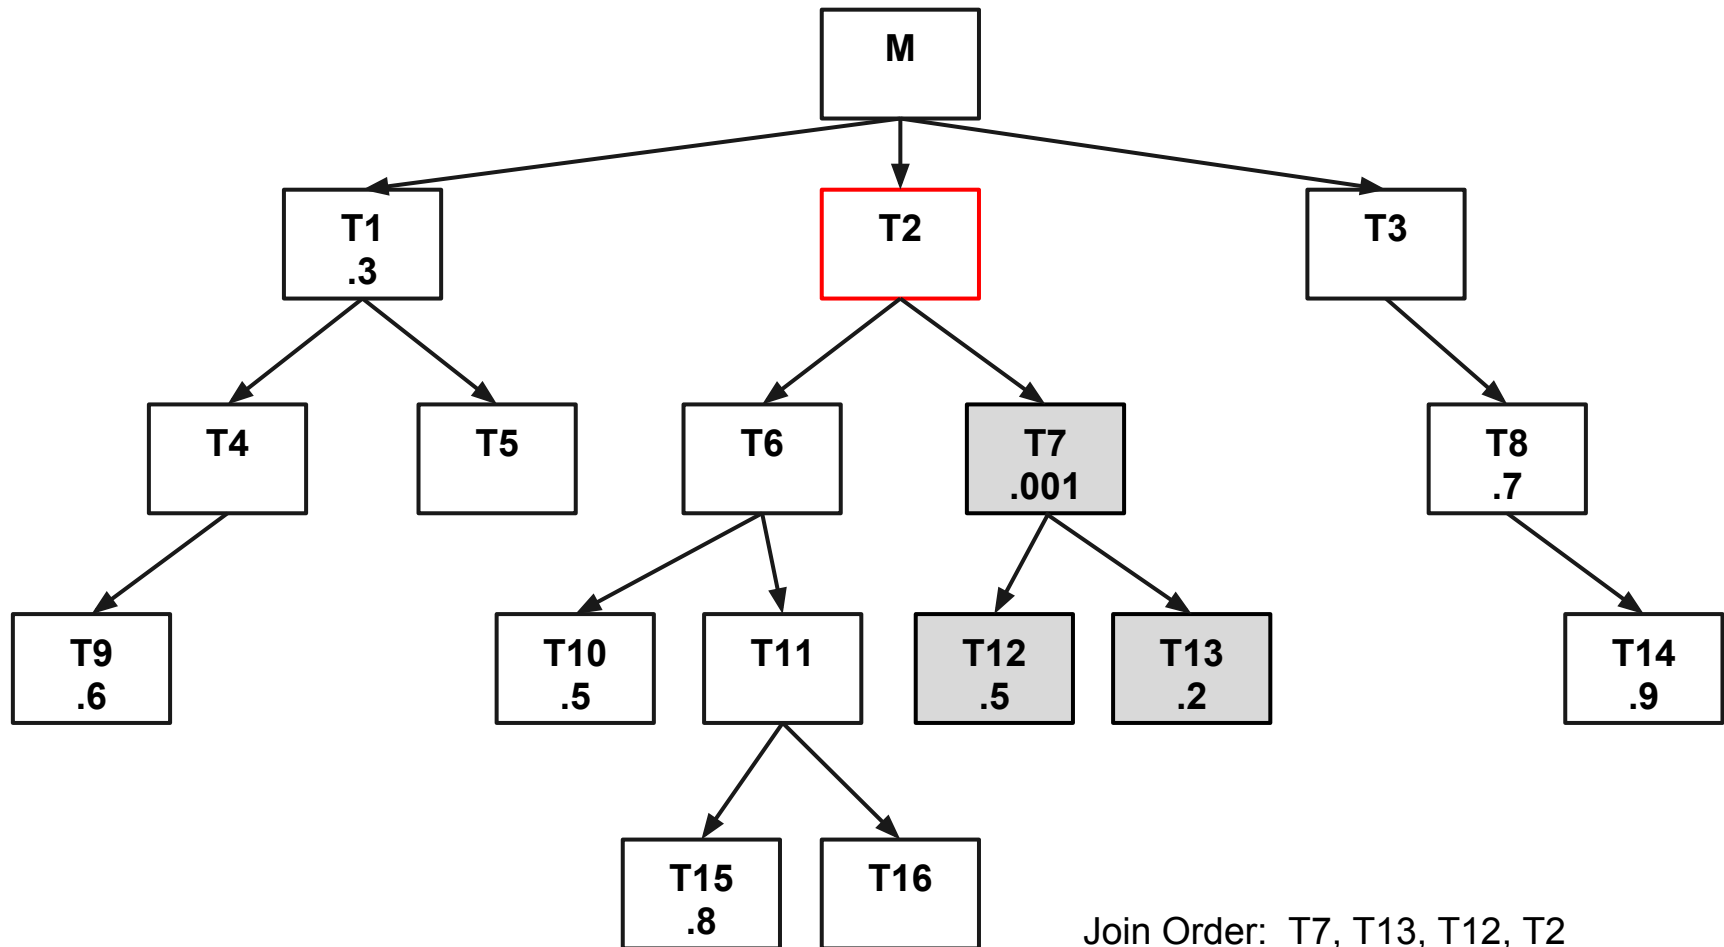 M
T1
.3
T2
T3
T4
T5
T6
T7
.001
T8
.7
T9
.6
T10
.5
T11
T12
.5
T13
.2
T14
.9
T15
.8
T16
Join Order:  T7, T13, T12, T2